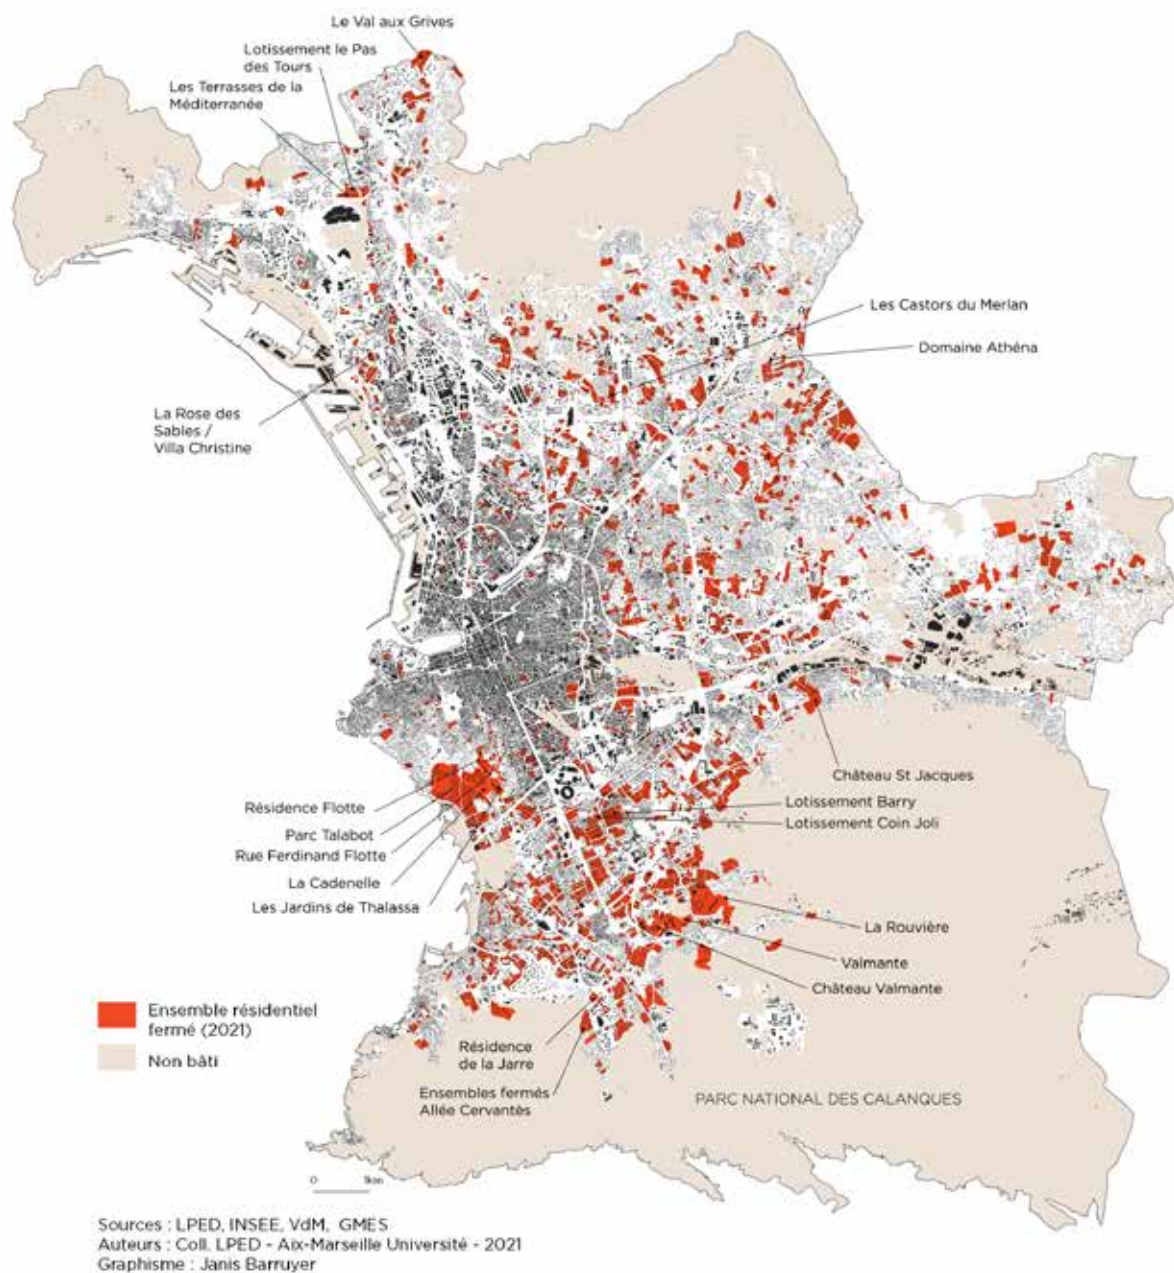 Le Val aux Grives
Lotissement le Pas
des Tours
Les Terrasses de la
Méditerranée
Les Castors du Merlan
Domaine Athéna
La Rose des
Sables /
Villa Christine
Château St Jacques
Résidence Flotte
Lotissement Barry
Lotissement Coin Joli
Parc Talabot
Rue Ferdinand Flotte
La Cadenelle
Les Jardins de Thalassa
La Rouvière
Valmante
Château Valmante
Ensemble résidentiel
fermé (2021)
Non bâti
Résidence
de la Jarre
Ensembles fermés
Allée Cervantès
PARC NATIONAL DES CALANQUES
0 1km
Sources : LPED, INSEE, VdM, GMES
Auteurs : Coll. LPED - Aix-Marseille Université - 2021
Graphisme : Janis Barruyer